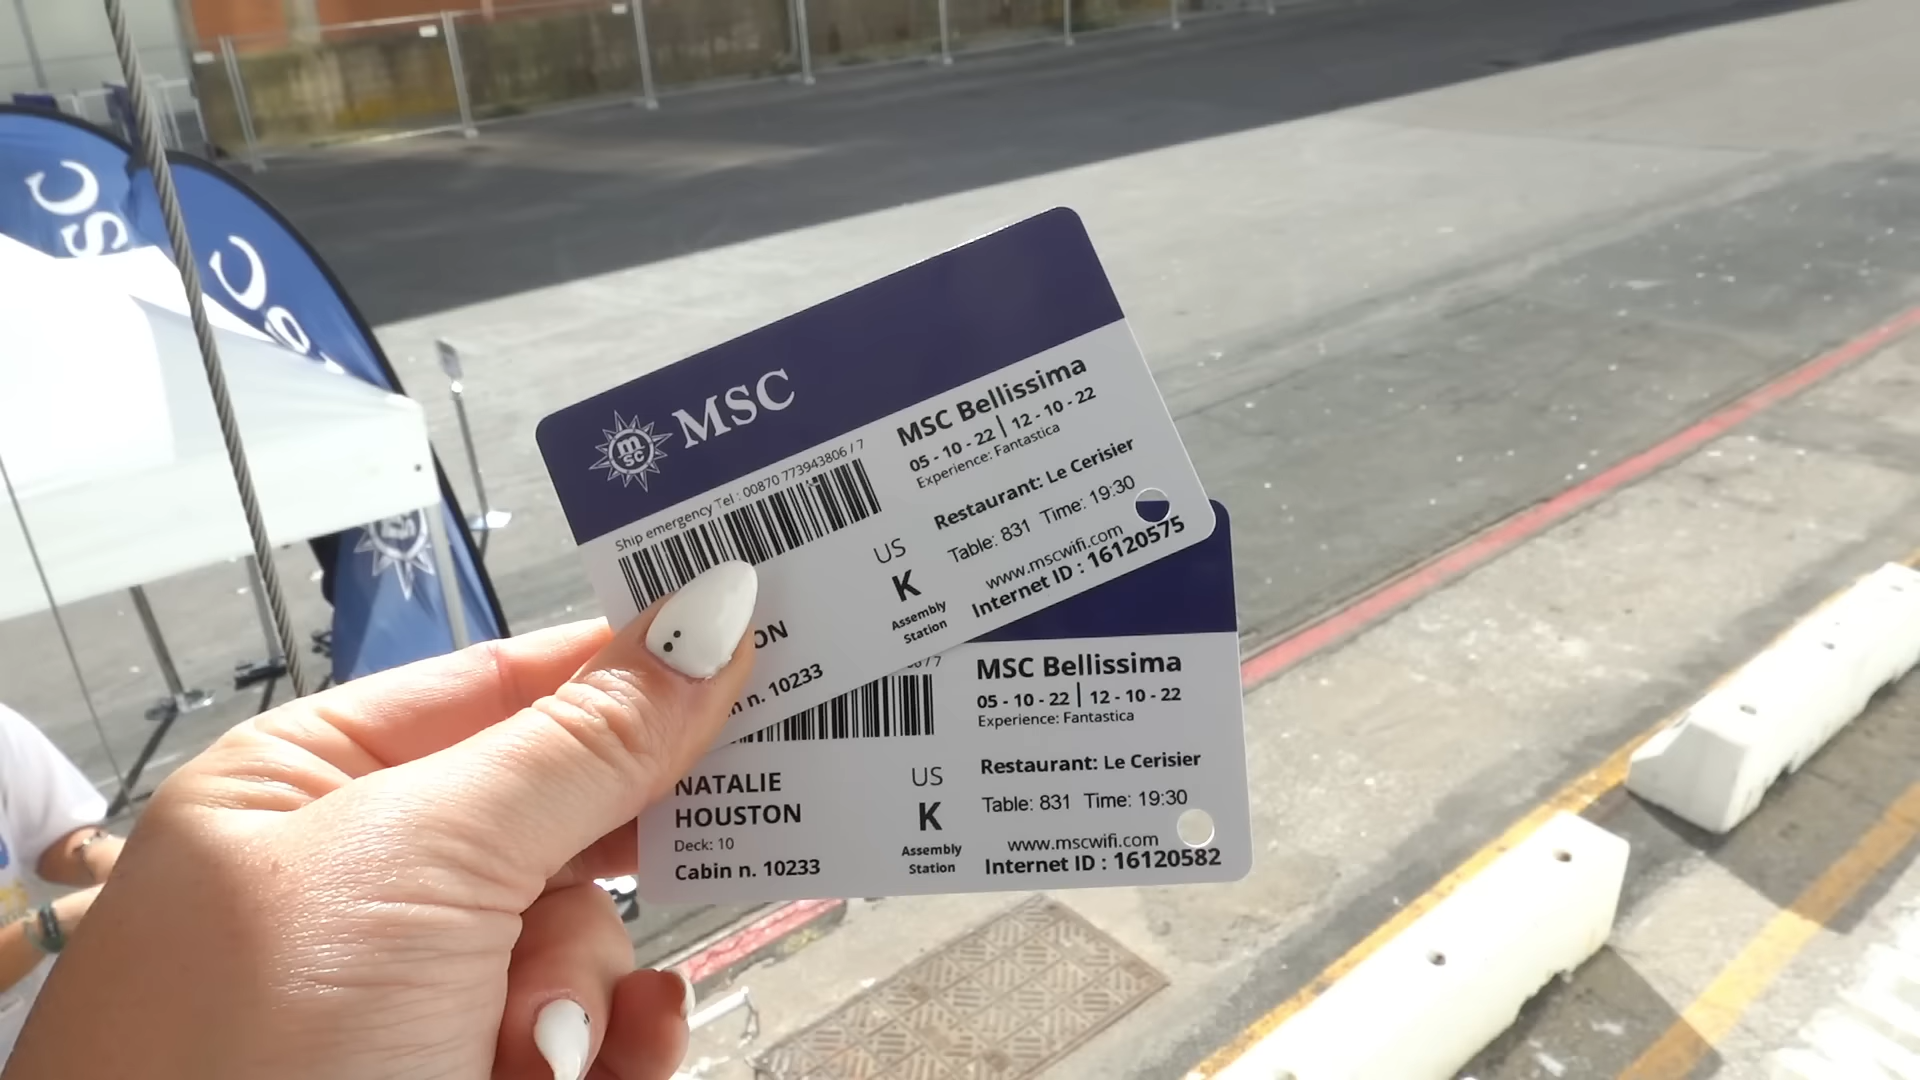 MSC
MSC
msc
MSC
Ship emergency Tel : 00870 773943806 / 7
MSC Bellissima
05 - 10 - 22 | 12 - 10 - 22
Experience: Fantastica
Restaurant: Le Cerisier
Table: 831 Time: 19:30
www.mscwifi.com
Internet ID : 16120575
US
K
Assembly
Station
n. 10233
MSC Bellissima
05 - 10 - 22 | 12 - 10 - 22
Experience: Fantastica
Restaurant: Le Cerisier
Table: 831 Time: 19:30
www.mscwifi.com
Internet ID : 16120582
NATALIE
HOUSTON
Deck: 10
Cabin n. 10233
US
K
Assembly
Station